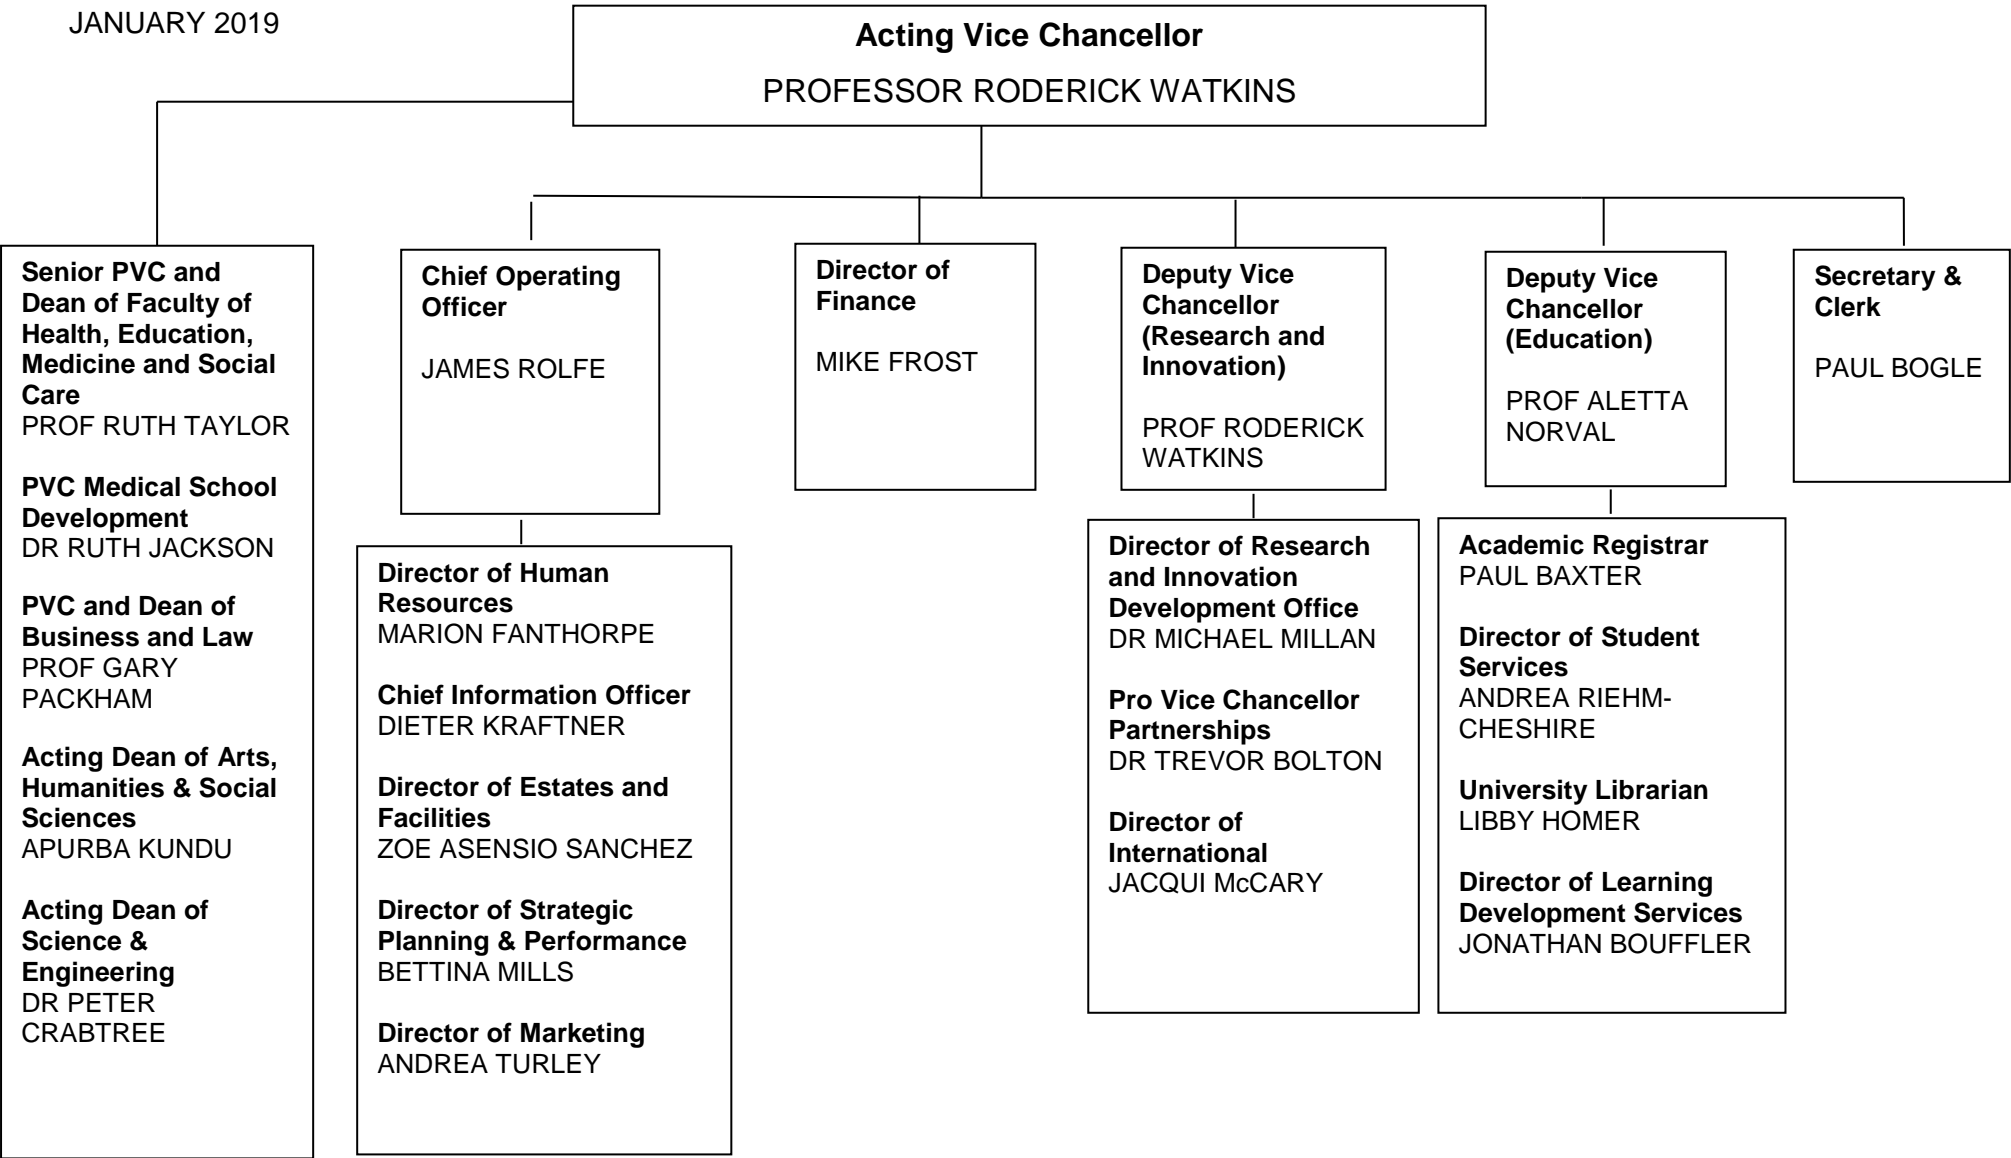 JANUARY 2019
Acting Vice Chancellor
PROFESSOR RODERICK WATKINS
Senior PVC and
Dean of Faculty of
Health, Education,
Medicine and Social
Care
PROF RUTH TAYLOR
PVC Medical School
Development
DR RUTH JACKSON
PVC and Dean of
Business and Law
PROF GARY
PACKHAM
Acting Dean of Arts,
Humanities & Social
Sciences
APURBA KUNDU
Acting Dean of
Science &
Engineering
DR PETER
CRABTREE
Chief Operating
Officer
JAMES ROLFE
Director of Human
Resources
MARION FANTHORPE
Chief Information Officer
DIETER KRAFTNER
Director of Estates and
Facilities
ZOE ASENSIO SANCHEZ
Director of Strategic
Planning & Performance
BETTINA MILLS
Director of Marketing
ANDREA TURLEY
Director of
Finance
MIKE FROST
Deputy Vice
Chancellor
(Research and
Innovation)
PROF RODERICK
WATKINS
Director of Research
and Innovation
Development Office
DR MICHAEL MILLAN
Pro Vice Chancellor
Partnerships
DR TREVOR BOLTON
Director of
International
JACQUI McCARY
Deputy Vice
Chancellor
(Education)
PROF ALETTA
NORVAL
Academic Registrar
PAUL BAXTER
Director of Student
Services
ANDREA RIEHM-
CHESHIRE
University Librarian
LIBBY HOMER
Director of Learning
Development Services
JONATHAN BOUFFLER
Secretary &
Clerk
PAUL BOGLE